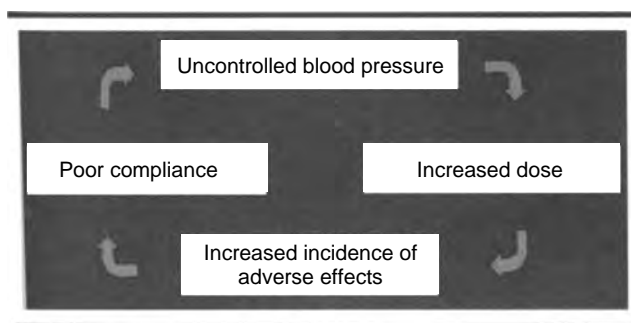 Uncontrolled blood pressure
Poor compliance
Increased dose
Increased incidence of
adverse effects